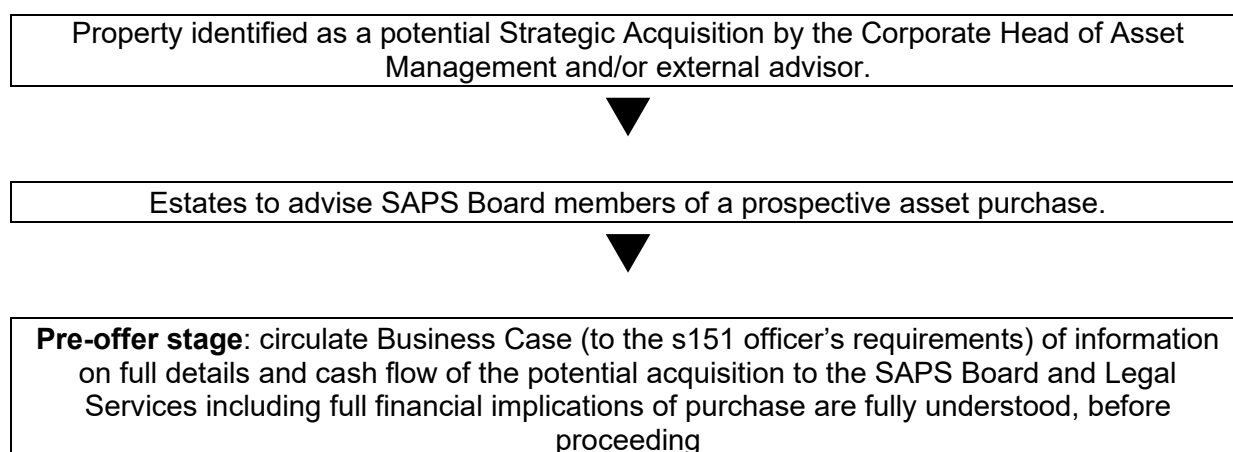 Property identified as a potential Strategic Acquisition by the Corporate Head of Asset
Management and/or external advisor.
Estates to advise SAPS Board members of a prospective asset purchase.
Pre-offer stage: circulate Business Case (to the s151 officer’s requirements) of information
on full details and cash flow of the potential acquisition to the SAPS Board and Legal
Services including full financial implications of purchase are fully understood, before
proceeding